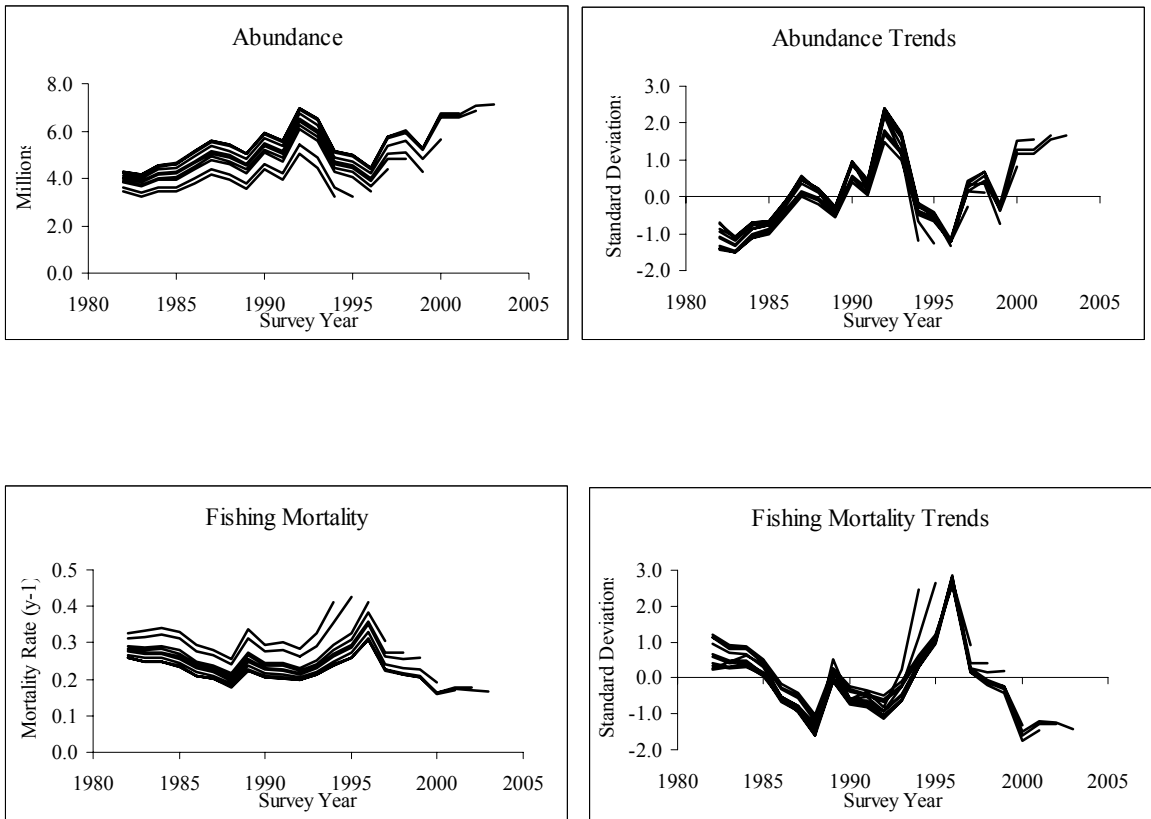 Abundance
Millions
8.0
6.0
4.0
2.0
0.0
1980 1985 1990 1995 2000 2005
Survey Year
Abundance Trends
Standard Deviations
3.0
2.0
1.0
0.0
-1.0
-2.0
1980 1985 1990 1995 2000 2005
Survey Year
Fishing Mortality
Mortality Rate (y-1)
0.5
0.4
0.3
0.2
0.1
0.0
1980 1985 1990 1995 2000 2005
Survey Year
Fishing Mortality Trends
Standard Deviations
3.0
2.0
1.0
0.0
-1.0
-2.0
1980 1985 1990 1995 2000 2005
Survey Year